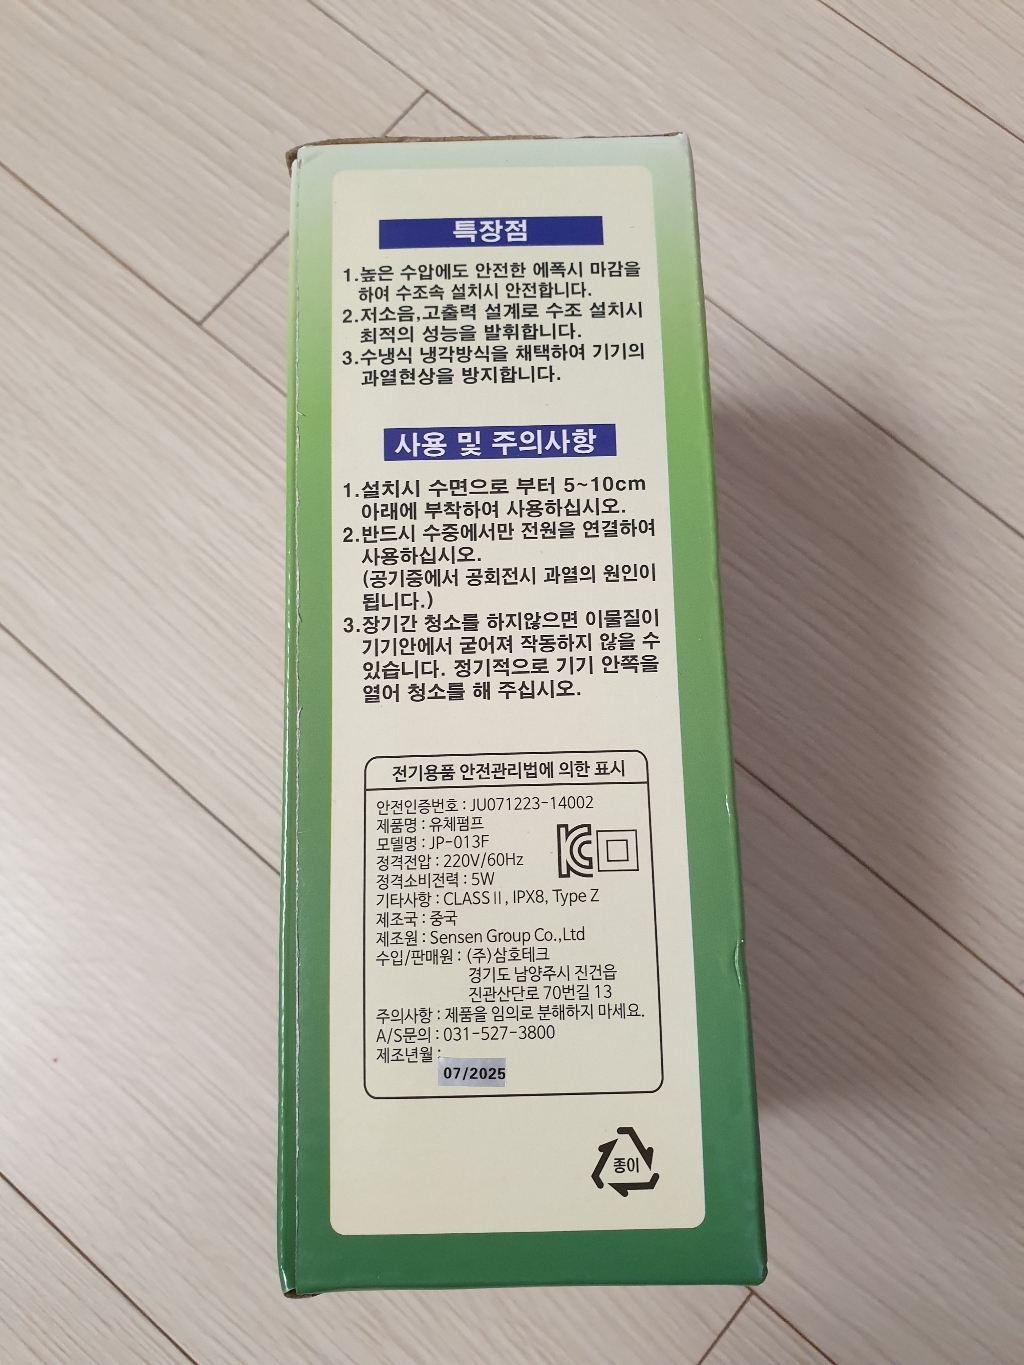 특장점
1.높은 수압에도 안전한 에폭시 마감을
하여 수조속 설치시 안전합니다.
2.저소음,고출력 설계로 수조 설치시
최적의 성능을 발휘합니다.
3.수냉식 냉각방식을 채택하여 기기의
과열현상을 방지합니다.
사용 및 주의사항
1.설치시 수면으로 부터 5~10cm
아래에 부착하여 사용하십시오.
2.반드시 수중에서만 전원을 연결하여
사용하십시오.
(공기중에서 공회전시 과열의 원인이
됩니다.)
3.장기간 청소를 하지않으면 이물질이
기기안에서 굳어져 작동하지 않을 수
있습니다. 정기적으로 기기 안쪽을
열어 청소를 해 주십시오.
전기용품 안전관리법에 의한 표시
안전인증번호 : JU071223-14002
제품명 : 유체펌프
모델명 : JP-013F
정격전압 : 220V/60Hz
정격소비전력 : 5W
기타사항 : CLASSⅡ, IPX8, Type Z
제조국 : 중국
제조원 : Sensen Group Co.,Ltd
수입/판매원 : (주)삼호테크
경기도 남양주시 진건읍
진관산단로 70번길 13
주의사항 : 제품을 임의로 분해하지 마세요.
A/S문의 : 031-527-3800
제조년월 :
07/2025
종이